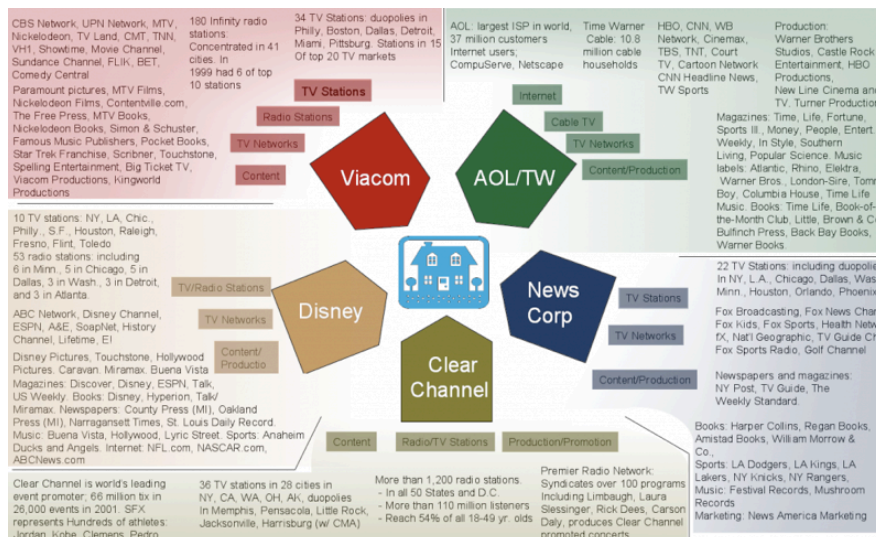 CBS Network, UPN Network, MTV,
Nickelodeon, TV Land, CMT, TNN,
VH1, Showtime, Movie Channel,
Sundance Channel, FLIK, BET,
Comedy Central
Paramount pictures, MTV Films,
Nickelodeon Films, Contentville.com,
The Free Press, MTV Books,
Nickelodeon Books, Simon & Schuster,
Famous Music Publishers, Pocket Books,
Star Trek Franchise, Scribner, Touchstone,
Spelling Entertainment, Big Ticket TV,
Viacom Productions, Kingworld
Productions
180 Infinity radio
stations:
Concentrated in 41
cities. In
1999 had 6 of top
10 stations
34 TV Stations: duopolies in
Philly, Boston, Dallas, Detroit,
Miami, Pittsburg. Stations in 15
Of top 20 TV markets
TV Stations
Radio Stations
TV Networks
Content
Viacom
AOL: largest ISP in world,
37 million customers
Internet users;
CompuServe, Netscape
Time Warner
Cable: 10.8
million cable
households
HBO, CNN, WB
Network, Cinemax,
TBS, TNT, Court
TV, Cartoon Network
CNN Headline News,
TW Sports
Production:
Warner Brothers
Studios, Castle Rock
Entertainment, HBO
Productions,
New Line Cinema and
TV. Turner Production
Magazines: Time, Life, Fortune,
Sports Ill., Money, People, Entert.
Weekly, In Style, Southern
Living, Popular Science. Music
labels: Atlantic, Rhino, Elektra,
Warner Bros., London-Sire, Tomm
Boy, Columbia House, Time Life
Music. Books: Time Life, Book-of-
the-Month Club, Little, Brown & C
Bulfinch Press, Back Bay Books,
Warner Books.
Internet
Cable TV
TV Networks
Content/Production
AOL/TW
10 TV stations: NY, LA, Chic.,
Philly., S.F., Houston, Raleigh,
Fresno, Flint, Toledo
53 radio stations: including
6 in Minn., 5 in Chicago, 5 in
Dallas, 3 in Wash., 3 in Detroit,
and 3 in Atlanta.
ABC Network, Disney Channel,
ESPN, A&E, SoapNet, History
Channel, Lifetime, E!
Disney Pictures, Touchstone, Hollywood
Pictures. Caravan. Miramax. Buena Vista
Magazines: Discover, Disney, ESPN, Talk,
US Weekly. Books: Disney, Hyperion, Talk/
Miramax. Newspapers: County Press (MI), Oakland
Press (MI), Narragansett Times, St. Louis Daily Record.
Music: Buena Vista, Hollywood, Lyric Street. Sports: Anaheim
Ducks and Angels. Internet: NFL.com, NASCAR.com,
ABCNews.com
TV/Radio Stations
TV Networks
Content/
Productio
Disney
News
Corp
TV Stations
TV Networks
Content/Production
22 TV Stations: including duopolie
In NY, L.A., Chicago, Dallas, Was
Minn., Houston, Orlando, Phoenix
Fox Broadcasting, Fox News Chan
Fox Kids, Fox Sports, Health Netw
fX, Nat'l Geographic, TV Guide Ch
Fox Sports Radio, Golf Channel
Newspapers and magazines:
NY Post, TV Guide, The
Weekly Standard.
Books: Harper Collins, Regan Books,
Amistad Books, William Morrow &
Co.,
Sports: LA Dodgers, LA Kings, LA
Lakers, NY Knicks, NY Rangers,
Music: Festival Records, Mushroom
Records
Marketing: News America Marketing
Clear
Channel
Content
Radio/TV Stations
Production/Promotion
Clear Channel is world's leading
event promoter; 66 million tix in
26,000 events in 2001. SFX
represents Hundreds of athletes:
Jordan, Kobe, Clemens, Pedro
36 TV stations in 28 cities in
NY, CA, WA, OH, AK, duopolies
In Memphis, Pensacola, Little Rock,
Jacksonville, Harrisburg (w/ CMA)
More than 1,200 radio stations.
- In all 50 States and D.C.
- More than 110 million listeners
- Reach 54% of all 18-49 yr. olds
Premier Radio Network:
Syndicates over 100 programs
Including Limbaugh, Laura
Slessinger, Rick Dees, Carson
Daly, produces Clear Channel
promoted concerts